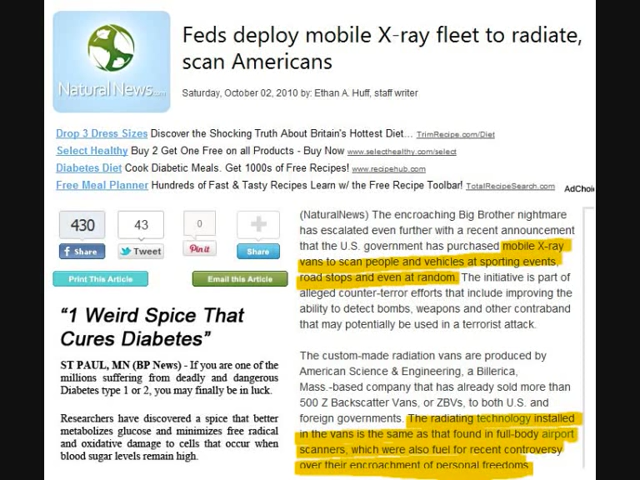 Feds deploy mobile X-ray fleet to radiate,
scan Americans
NaturalNews.com
Saturday, October 02, 2010 by: Ethan A. Huff, staff writer
Drop 3 Dress Sizes Discover the Shocking Truth About Britain's Hottest Diet... TrimRecipe.com/Diet
Select Healthy Buy 2 Get One Free on all Products - Buy Now www.selecthealthy.com/select
Diabetes Diet Cook Diabetic Meals. Get 1000s of Free Recipes! www.recipehub.com
Free Meal Planner Hundreds of Fast & Tasty Recipes Learn w/ the Free Recipe Toolbar! TotalRecipeSearch.com AdChoic
430
43
0
+
f Share
Tweet
Pin it
Share
Print This Article
Email this Article
“1 Weird Spice That
Cures Diabetes”
ST PAUL, MN (BP News) - If you are one of the
millions suffering from deadly and dangerous
Diabetes type 1 or 2, you may finally be in luck.
Researchers have discovered a spice that better
metabolizes glucose and minimizes free radical
and oxidative damage to cells that occur when
blood sugar levels remain high.
(NaturalNews) The encroaching Big Brother nightmare
has escalated even further with a recent announcement
that the U.S. government has purchased mobile X-ray
vans to scan people and vehicles at sporting events,
road stops and even at random. The initiative is part of
alleged counter-terror efforts that include improving the
ability to detect bombs, weapons and other contraband
that may potentially be used in a terrorist attack.
The custom-made radiation vans are produced by
American Science & Engineering, a Billerica,
Mass.-based company that has already sold more than
500 Z Backscatter Vans, or ZBVs, to both U.S. and
foreign governments. The radiating technology installed
in the vans is the same as that found in full-body airport
scanners, which were also fuel for recent controversy
over their encroachment of personal freedoms.